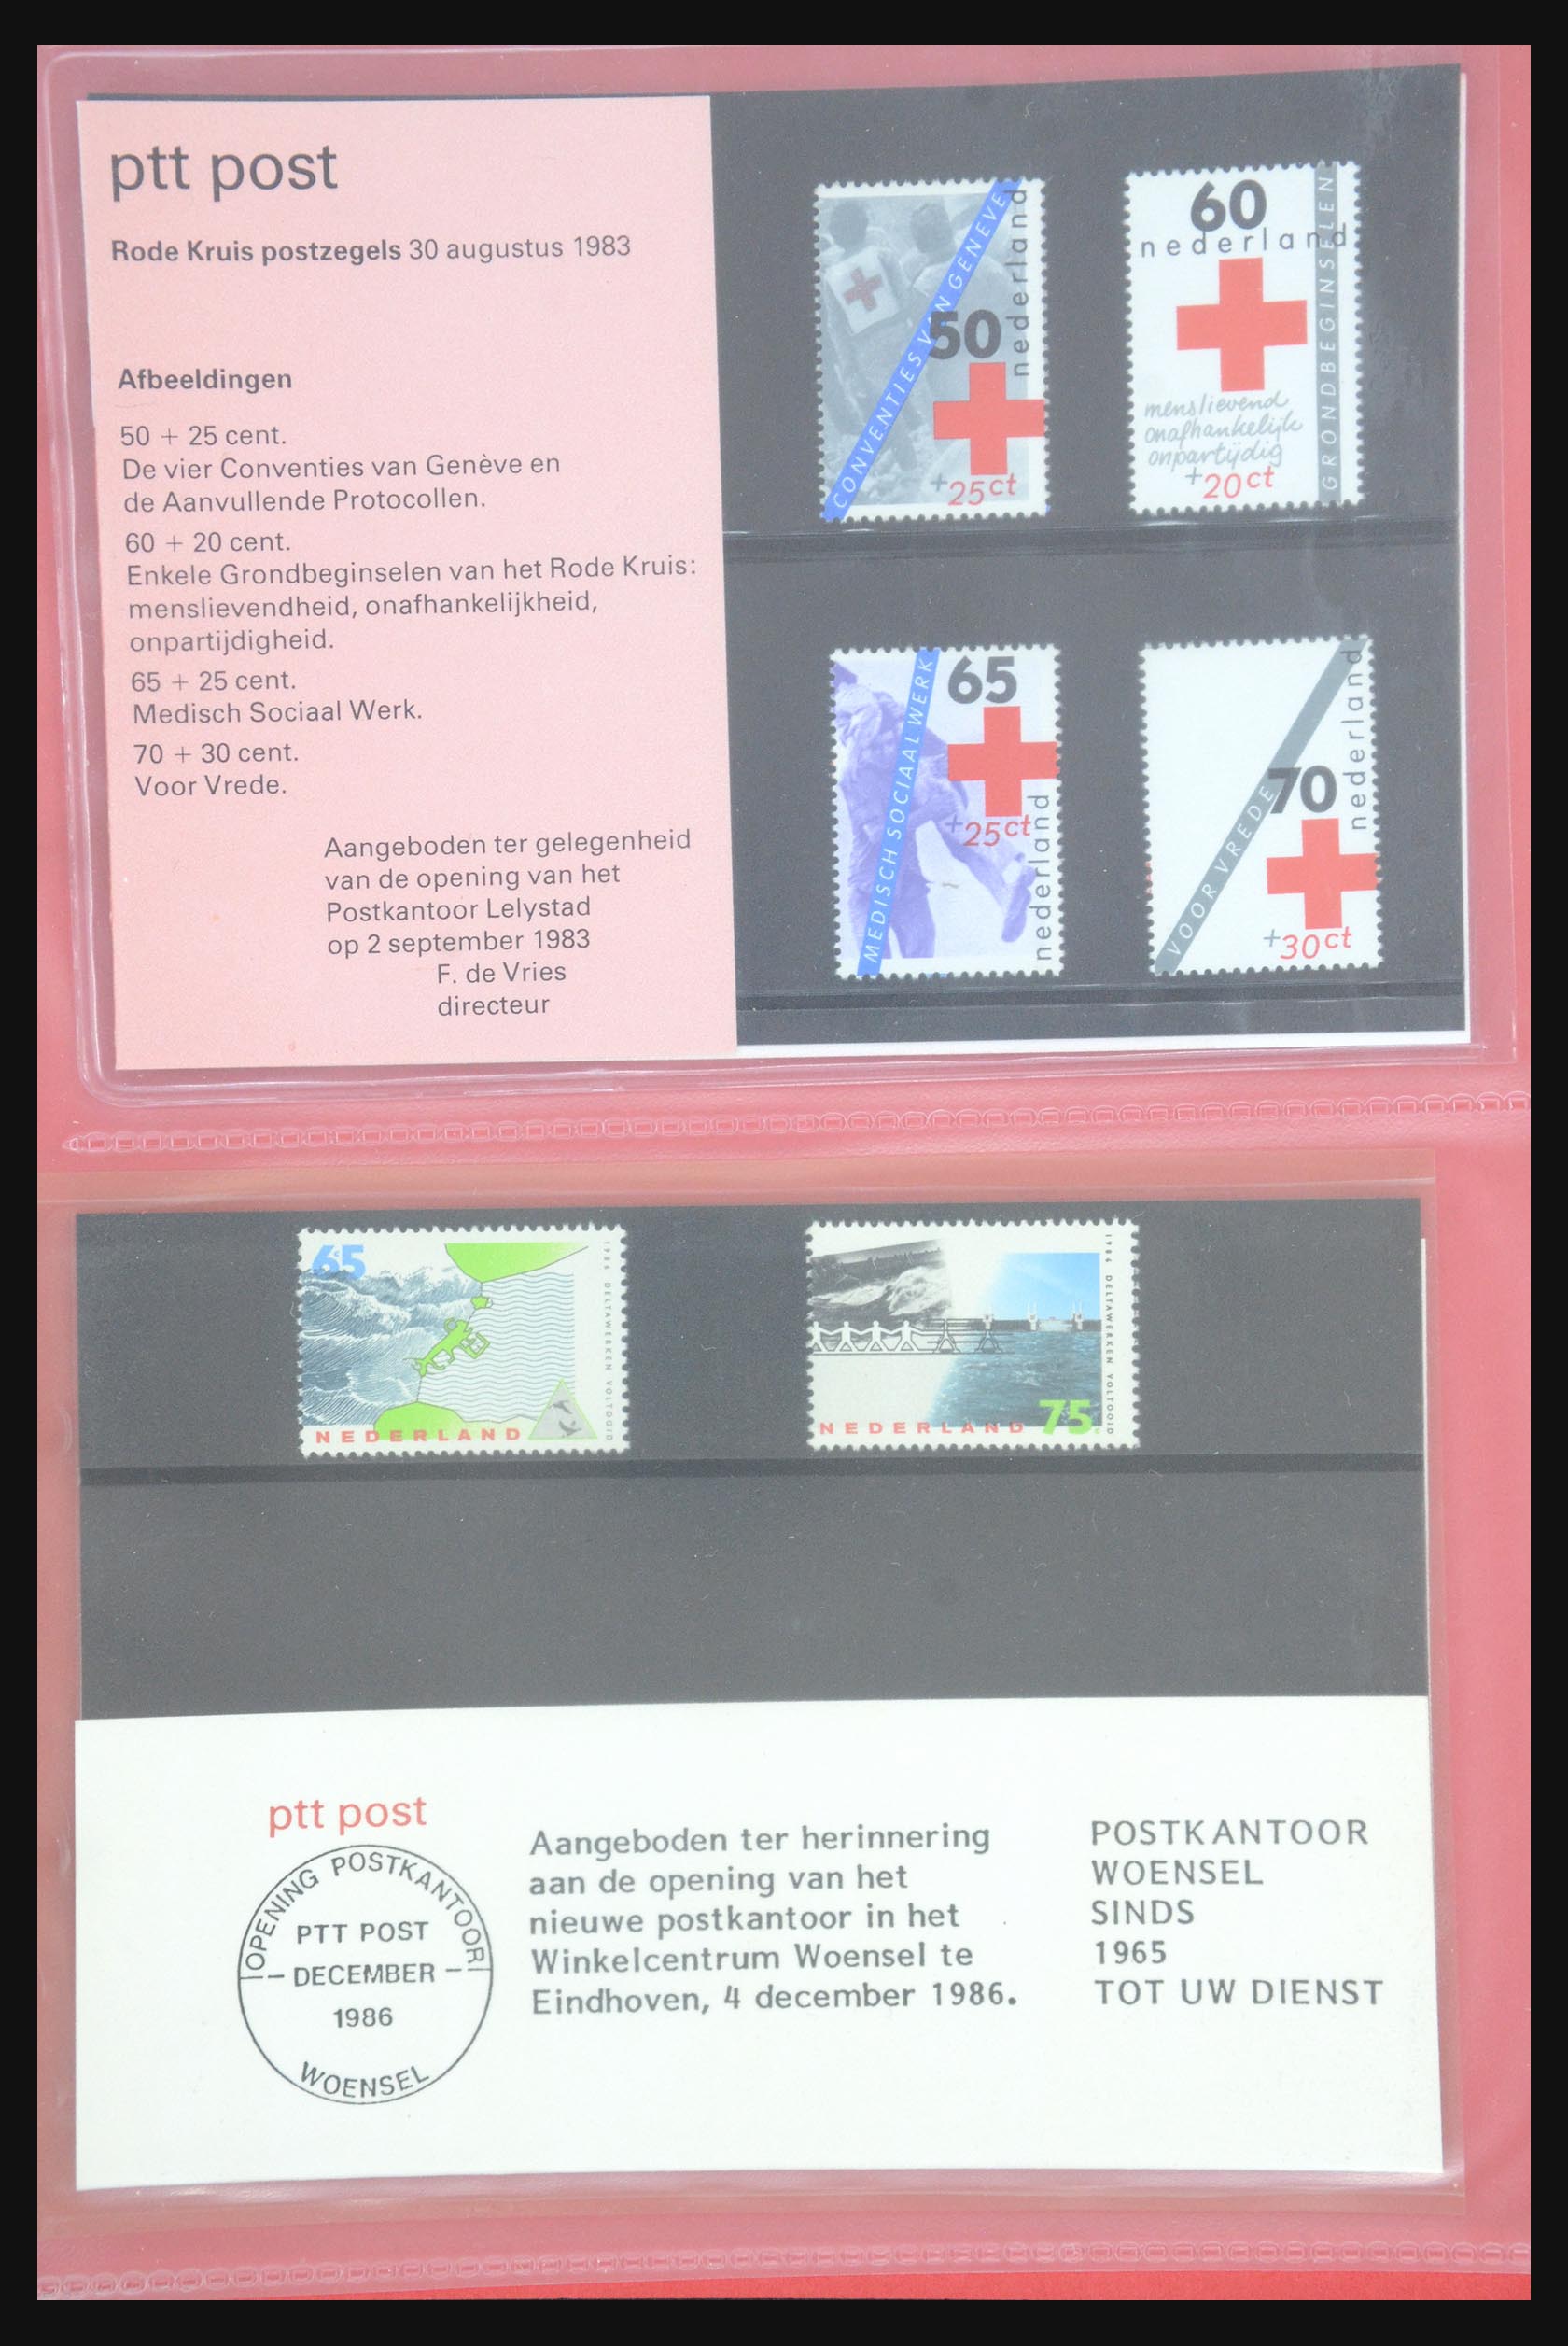 ptt post
Rode Kruis postzegels 30 augustus 1983
Afbeeldingen
50 + 25 cent.
De vier Conventies van Genève en
de Aanvullende Protocollen.
60 + 20 cent.
Enkele Grondbeginselen van het Rode Kruis:
menslievendheid, onafhankelijkheid,
onpartijdigheid.
65 + 25 cent.
Medisch Sociaal Werk.
70 + 30 cent.
Voor Vrede.
Aangeboden ter gelegenheid
van de opening van het
Postkantoor Lelystad
op 2 september 1983
F. de Vries
directeur
CONVENTIES VAN GENEVE
nederland
50
+25ct
60
nederland
GRONDBEGINSELEN
menslievend
onafhankelijk
onpartijdig
+20ct
MEDISCH SOCIAAL WERK
65
+25ct
nederland
VOOR VREDE
nederland
70
+30ct
65
1986 DELTAWERKEN VOLTOOID
NEDERLAND
1986 DELTAWERKEN VOLTOOID
NEDERLAND 75c
ptt post
OPENING POSTKANTOOR
PTT POST
- DECEMBER -
1986
WOENSEL
Aangeboden ter herinnering
aan de opening van het
nieuwe postkantoor in het
Winkelcentrum Woensel te
Eindhoven, 4 december 1986.
POSTKANTOOR
WOENSEL
SINDS
1965
TOT UW DIENST